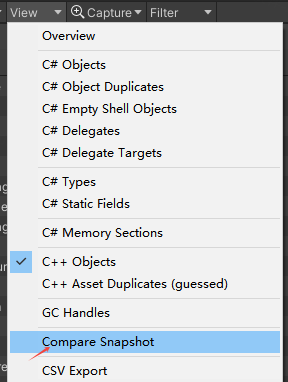 View Capture Filter
Overview
C# Objects
C# Object Duplicates
C# Empty Shell Objects
C# Delegates
C# Delegate Targets
C# Types
C# Static Fields
C# Memory Sections
C++ Objects
C++ Asset Duplicates (guessed)
GC Handles
Compare Snapshot
CSV Export